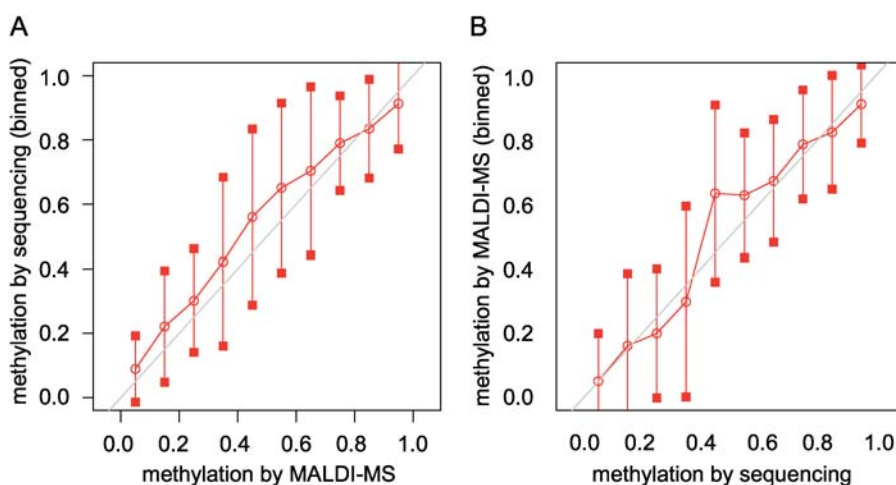 A
methylation by sequencing (binned)
1.0
0.8
0.6
0.4
0.2
0.0
0.0 0.2 0.4 0.6 0.8 1.0
methylation by MALDI-MS
B
methylation by MALDI-MS (binned)
1.0
0.8
0.6
0.4
0.2
0.0
0.0 0.2 0.4 0.6 0.8 1.0
methylation by sequencing